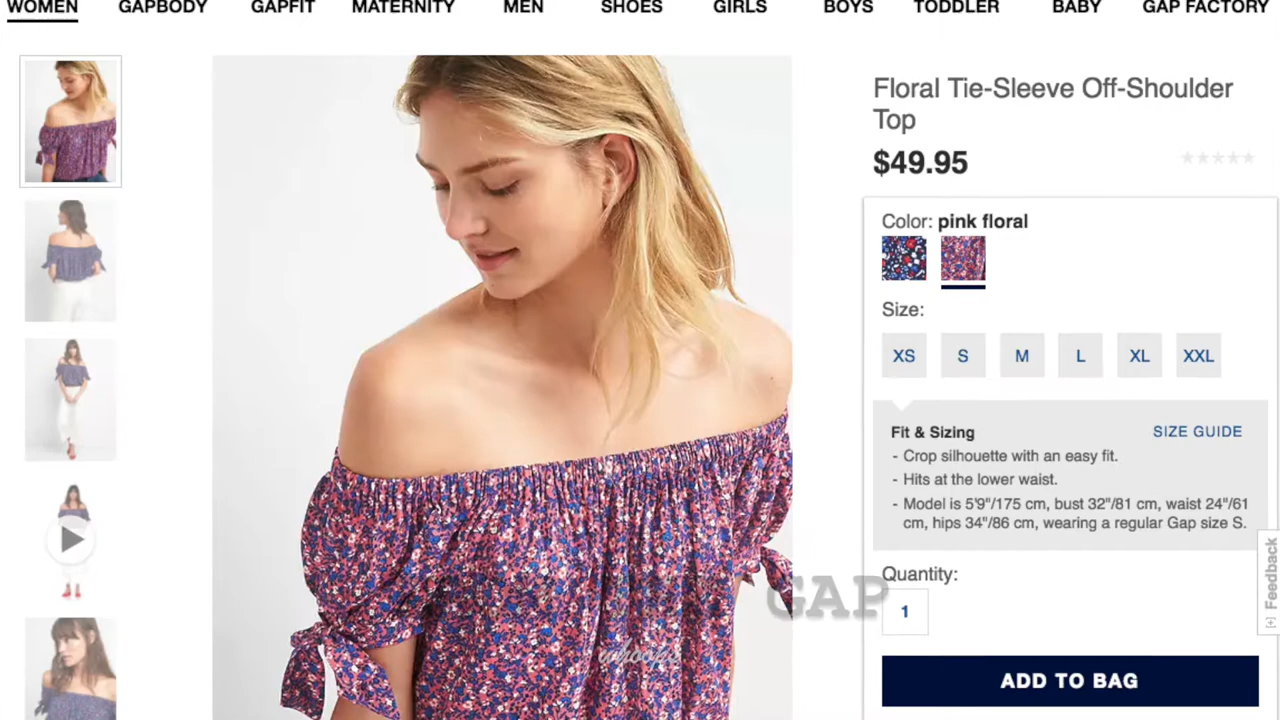 WOMEN GAPBODY GAPFIT MATERNITY MEN SHOES GIRLS BOYS TODDLER BABY GAP FACTORY
Floral Tie-Sleeve Off-Shoulder
Top
$49.95
Color: pink floral
Size:
XS S M L XL XXL
Fit & Sizing SIZE GUIDE
- Crop silhouette with an easy fit.
- Hits at the lower waist.
- Model is 5'9"/175 cm, bust 32"/81 cm, waist 24"/61
cm, hips 34"/86 cm, wearing a regular Gap size S.
[+] Feedback
Quantity:
GAP
1
whoops
ADD TO BAG